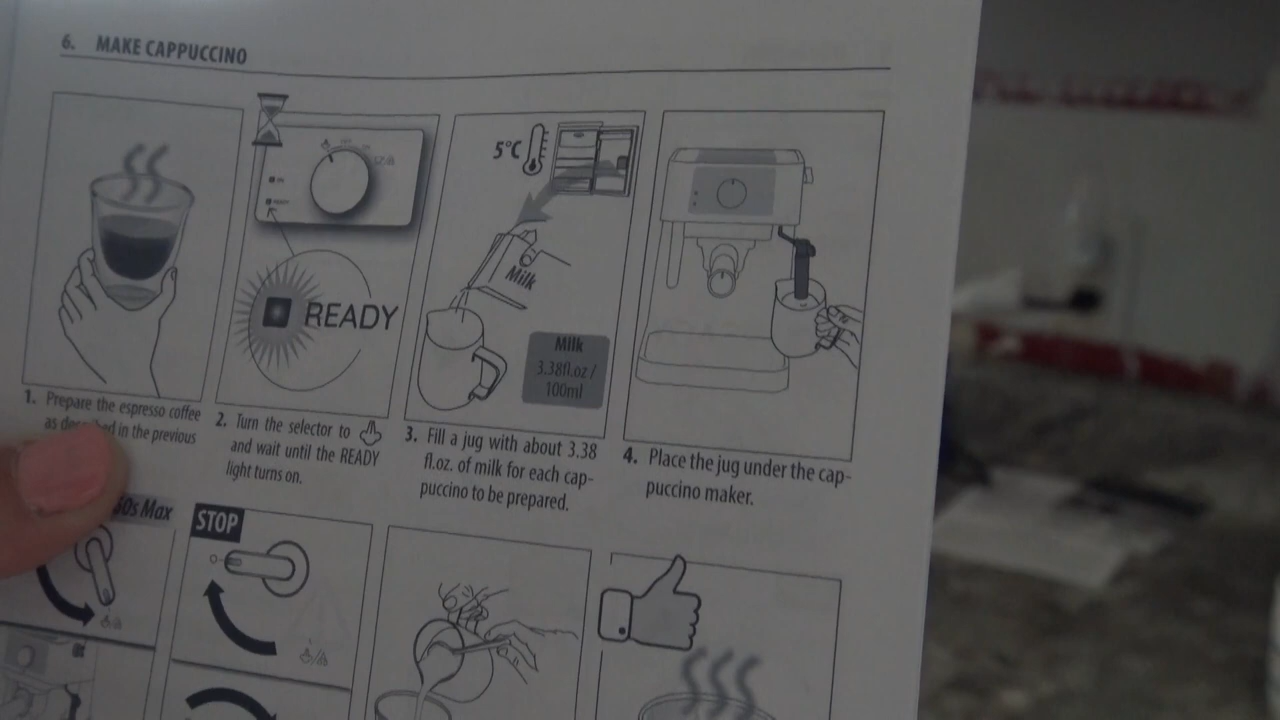 6. MAKE CAPPUCCINO
5°C
READY
Milk
Milk
3.38fl.oz /
100ml
1. Prepare the espresso coffee
as in the previous
2. Turn the selector to
and wait until the READY
light turns on.
3. Fill a jug with about 3.38
fl.oz. of milk for each cap-
puccino to be prepared.
4. Place the jug under the cap-
puccino maker.
Max
STOP